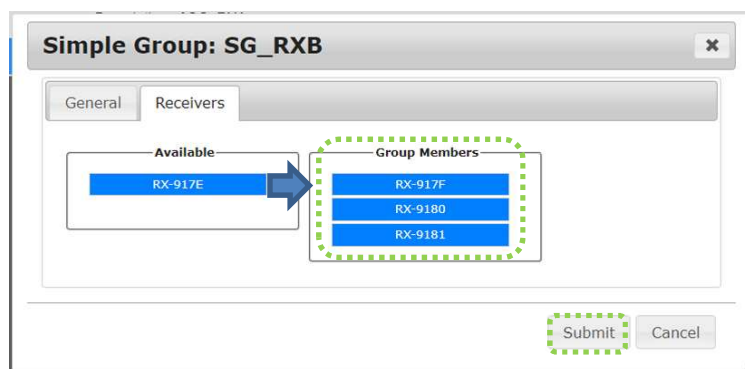 Simple Group: SG_RXB
General Receivers
Available
RX-917E
Group Members
RX-917F
RX-9180
RX-9181
Submit Cancel